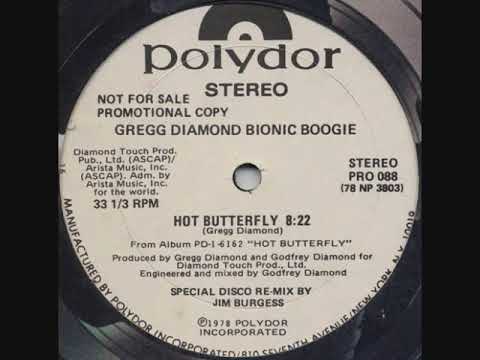 polydor
STEREO
NOT FOR SALE
PROMOTIONAL COPY
GREGG DIAMOND BIONIC BOOGIE
Diamond Touch Prod.
Pub., Ltd. (ASCAP)/
Arista Music, Inc.
(ASCAP). Adm. by
Arista Music, Inc.
for the world.
33 1/3 RPM
STEREO
PRO 088
(78 NP 3803)
HOT BUTTERFLY 8:22
(Gregg Diamond)
From Album PD-1-6162 "HOT BUTTERFLY"
Produced by Gregg Diamond and Godfrey Diamond for
Diamond Touch Prod., Ltd.
Engineered and mixed by Godfrey Diamond
SPECIAL DISCO RE-MIX BY
JIM BURGESS
Ⓟ1978 POLYDOR
INCORPORATED
16 MANUFACTURED BY POLYDOR INCORPORATED/810 SEVENTH AVENUE/NEW YORK, N.Y. 10019